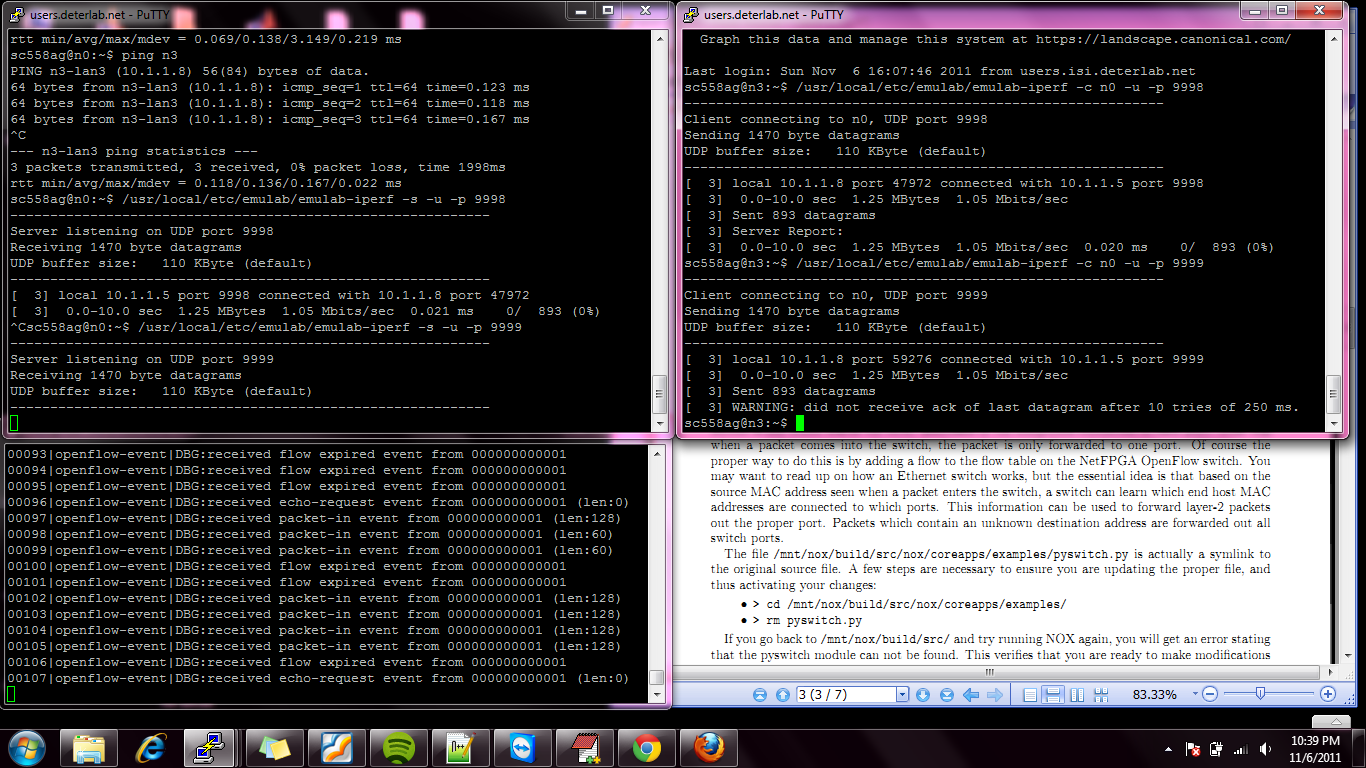 users.deterlab.net - PuTTY
rtt min/avg/max/mdev = 0.069/0.138/3.149/0.219 ms
sc558ag@n0:~$ ping n3
PING n3-lan3 (10.1.1.8) 56(84) bytes of data.
64 bytes from n3-lan3 (10.1.1.8): icmp_seq=1 ttl=64 time=0.123 ms
64 bytes from n3-lan3 (10.1.1.8): icmp_seq=2 ttl=64 time=0.118 ms
64 bytes from n3-lan3 (10.1.1.8): icmp_seq=3 ttl=64 time=0.167 ms
^C
--- n3-lan3 ping statistics ---
3 packets transmitted, 3 received, 0% packet loss, time 1998ms
rtt min/avg/max/mdev = 0.118/0.136/0.167/0.022 ms
sc558ag@n0:~$ /usr/local/etc/emulab/emulab-iperf -s -u -p 9998
------------------------------------------------------------
Server listening on UDP port 9998
Receiving 1470 byte datagrams
UDP buffer size:   110 KByte (default)
------------------------------------------------------------
[  3] local 10.1.1.5 port 9998 connected with 10.1.1.8 port 47972
[  3]  0.0-10.0 sec  1.25 MBytes  1.05 Mbits/sec  0.021 ms    0/  893 (0%)
^Csc558ag@n0:~$ /usr/local/etc/emulab/emulab-iperf -s -u -p 9999
------------------------------------------------------------
Server listening on UDP port 9999
Receiving 1470 byte datagrams
UDP buffer size:   110 KByte (default)
------------------------------------------------------------
users.deterlab.net - PuTTY
Graph this data and manage this system at https://landscape.canonical.com/
Last login: Sun Nov  6 16:07:46 2011 from users.isi.deterlab.net
sc558ag@n3:~$ /usr/local/etc/emulab/emulab-iperf -c n0 -u -p 9998
------------------------------------------------------------
Client connecting to n0, UDP port 9998
Sending 1470 byte datagrams
UDP buffer size:   110 KByte (default)
------------------------------------------------------------
[  3] local 10.1.1.8 port 47972 connected with 10.1.1.5 port 9998
[  3]  0.0-10.0 sec  1.25 MBytes  1.05 Mbits/sec
[  3] Sent 893 datagrams
[  3] Server Report:
[  3]  0.0-10.0 sec  1.25 MBytes  1.05 Mbits/sec  0.020 ms    0/  893 (0%)
sc558ag@n3:~$ /usr/local/etc/emulab/emulab-iperf -c n0 -u -p 9999
------------------------------------------------------------
Client connecting to n0, UDP port 9999
Sending 1470 byte datagrams
UDP buffer size:   110 KByte (default)
------------------------------------------------------------
[  3] local 10.1.1.8 port 59276 connected with 10.1.1.5 port 9999
[  3]  0.0-10.0 sec  1.25 MBytes  1.05 Mbits/sec
[  3] Sent 893 datagrams
[  3] WARNING: did not receive ack of last datagram after 10 tries of 250 ms.
sc558ag@n3:~$
00093|openflow-event|DBG:received flow expired event from 000000000001
00094|openflow-event|DBG:received flow expired event from 000000000001
00095|openflow-event|DBG:received flow expired event from 000000000001
00096|openflow-event|DBG:received echo-request event from 000000000001 (len:0)
00097|openflow-event|DBG:received packet-in event from 000000000001 (len:128)
00098|openflow-event|DBG:received packet-in event from 000000000001 (len:60)
00099|openflow-event|DBG:received packet-in event from 000000000001 (len:60)
00100|openflow-event|DBG:received flow expired event from 000000000001
00101|openflow-event|DBG:received flow expired event from 000000000001
00102|openflow-event|DBG:received packet-in event from 000000000001 (len:128)
00103|openflow-event|DBG:received packet-in event from 000000000001 (len:128)
00104|openflow-event|DBG:received packet-in event from 000000000001 (len:128)
00105|openflow-event|DBG:received packet-in event from 000000000001 (len:128)
00106|openflow-event|DBG:received flow expired event from 000000000001
00107|openflow-event|DBG:received echo-request event from 000000000001 (len:0)
when a packet comes into the switch, the packet is only forwarded to one port. Of course the
proper way to do this is by adding a flow to the flow table on the NetFPGA OpenFlow switch. You
may want to read up on how an Ethernet switch works, but the essential idea is that based on the
source MAC address seen when a packet enters the switch, a switch can learn which end host MAC
addresses are connected to which ports. This information can be used to forward layer-2 packets
out the proper port. Packets which contain an unknown destination address are forwarded out all
switch ports.
The file /mnt/nox/build/src/nox/coreapps/examples/pyswitch.py is actually a symlink to
the original source file. A few steps are necessary to ensure you are updating the proper file, and
thus activating your changes:
● > cd /mnt/nox/build/src/nox/coreapps/examples/
● > rm pyswitch.py
If you go back to /mnt/nox/build/src/ and try running NOX again, you will get an error stating
that the pyswitch module can not be found. This verifies that you are ready to make modifications
3 (3 / 7)
83.33%
10:39 PM
11/6/2011